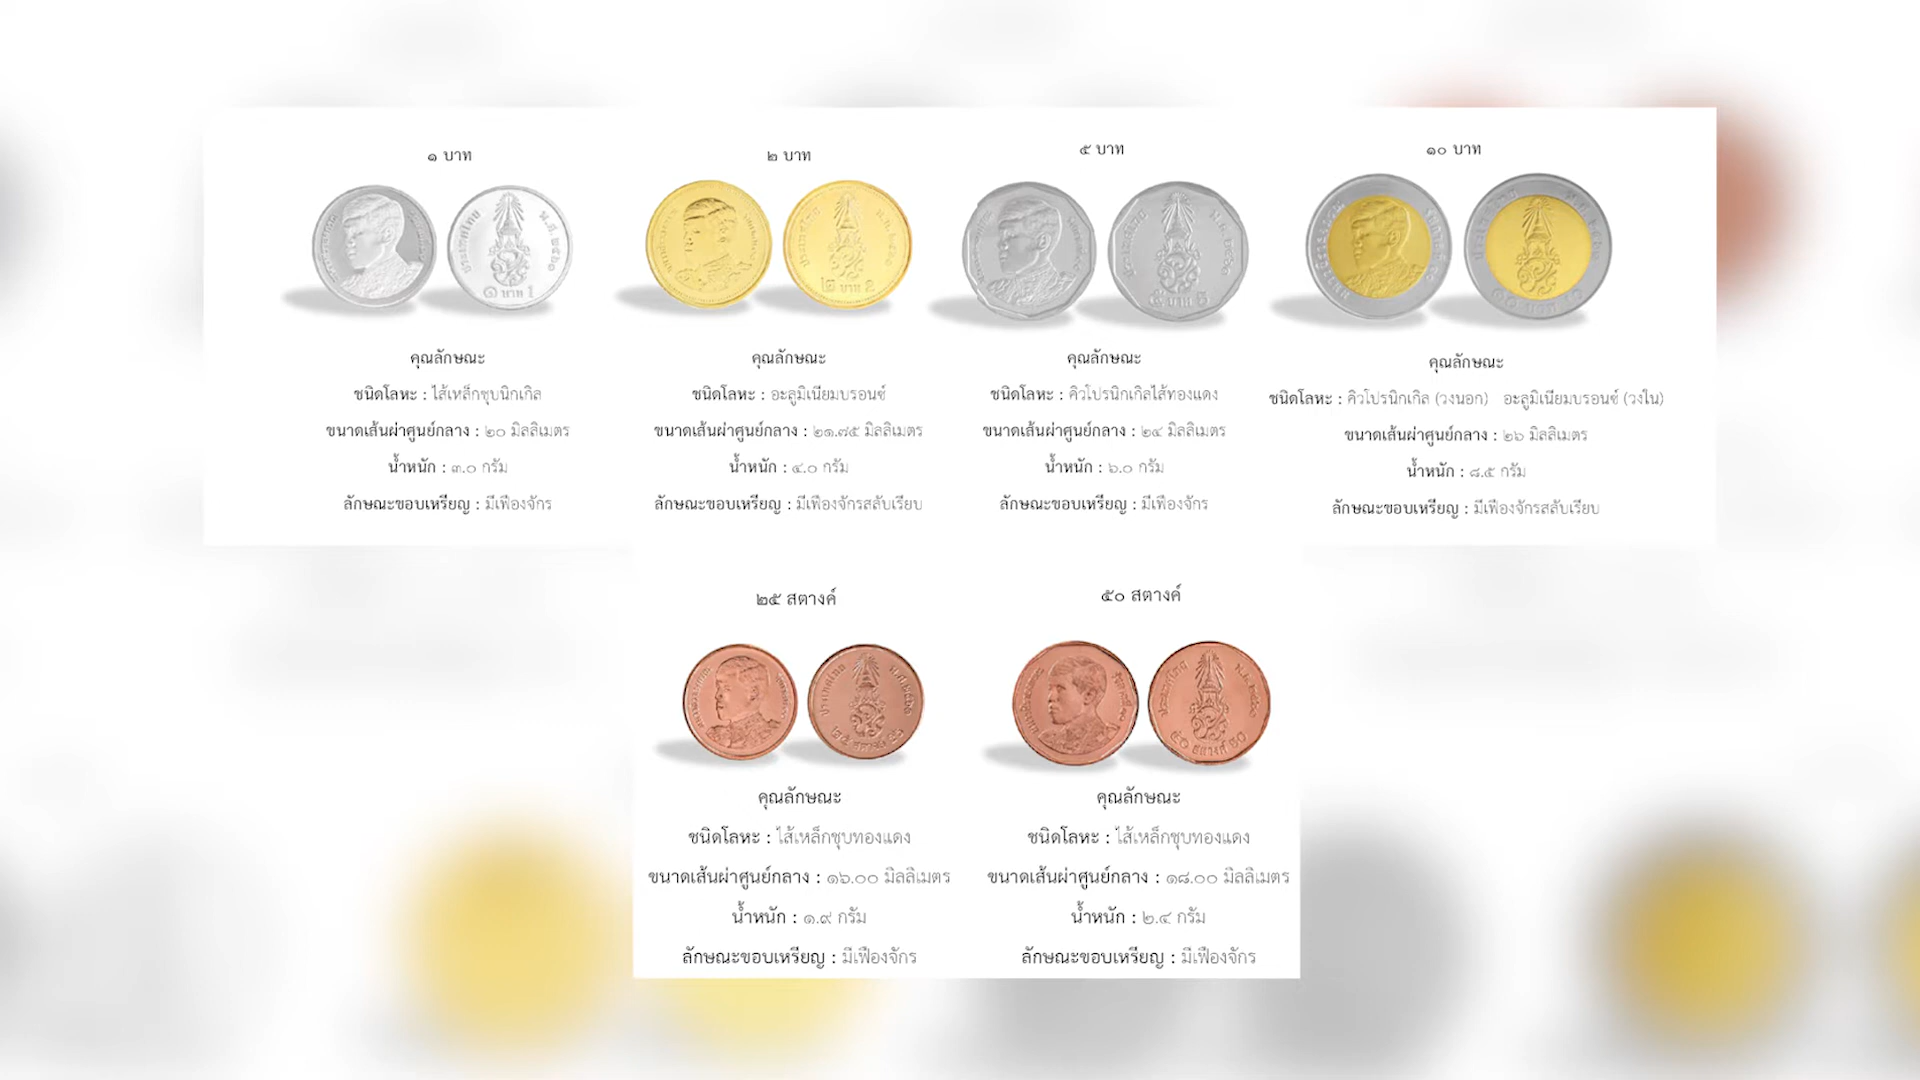 ๑ บาท
คุณลักษณะ
ชนิดโลหะ : ไส้เหล็กชุบนิกเกิล
ขนาดเส้นผ่าศูนย์กลาง : ๒๐ มิลลิเมตร
น้ำหนัก : ๓.๐ กรัม
ลักษณะขอบเหรียญ : มีเฟืองจักร
๒ บาท
คุณลักษณะ
ชนิดโลหะ : อะลูมิเนียมบรอนซ์
ขนาดเส้นผ่าศูนย์กลาง : ๒๑.๗๕ มิลลิเมตร
น้ำหนัก : ๔.๐ กรัม
ลักษณะขอบเหรียญ : มีเฟืองจักรสลับเรียบ
๕ บาท
คุณลักษณะ
ชนิดโลหะ : คิวโปรนิกเกิลไส้ทองแดง
ขนาดเส้นผ่าศูนย์กลาง : ๒๔ มิลลิเมตร
น้ำหนัก : ๖.๐ กรัม
ลักษณะขอบเหรียญ : มีเฟืองจักร
๑๐ บาท
คุณลักษณะ
ชนิดโลหะ : คิวโปรนิกเกิล (วงนอก) อะลูมิเนียมบรอนซ์ (วงใน)
ขนาดเส้นผ่าศูนย์กลาง : ๒๖ มิลลิเมตร
น้ำหนัก : ๘.๕ กรัม
ลักษณะขอบเหรียญ : มีเฟืองจักรสลับเรียบ
๒๕ สตางค์
คุณลักษณะ
ชนิดโลหะ : ไส้เหล็กชุบทองแดง
ขนาดเส้นผ่าศูนย์กลาง : ๑๖.๐๐ มิลลิเมตร
น้ำหนัก : ๑.๙ กรัม
ลักษณะขอบเหรียญ : มีเฟืองจักร
๕๐ สตางค์
คุณลักษณะ
ชนิดโลหะ : ไส้เหล็กชุบทองแดง
ขนาดเส้นผ่าศูนย์กลาง : ๑๘.๐๐ มิลลิเมตร
น้ำหนัก : ๒.๔ กรัม
ลักษณะขอบเหรียญ : มีเฟืองจักร
ประเทศไทย พ.ศ. ๒๕๖๐
๑ บาท 1
๒ บาท 2
๕ บาท 5